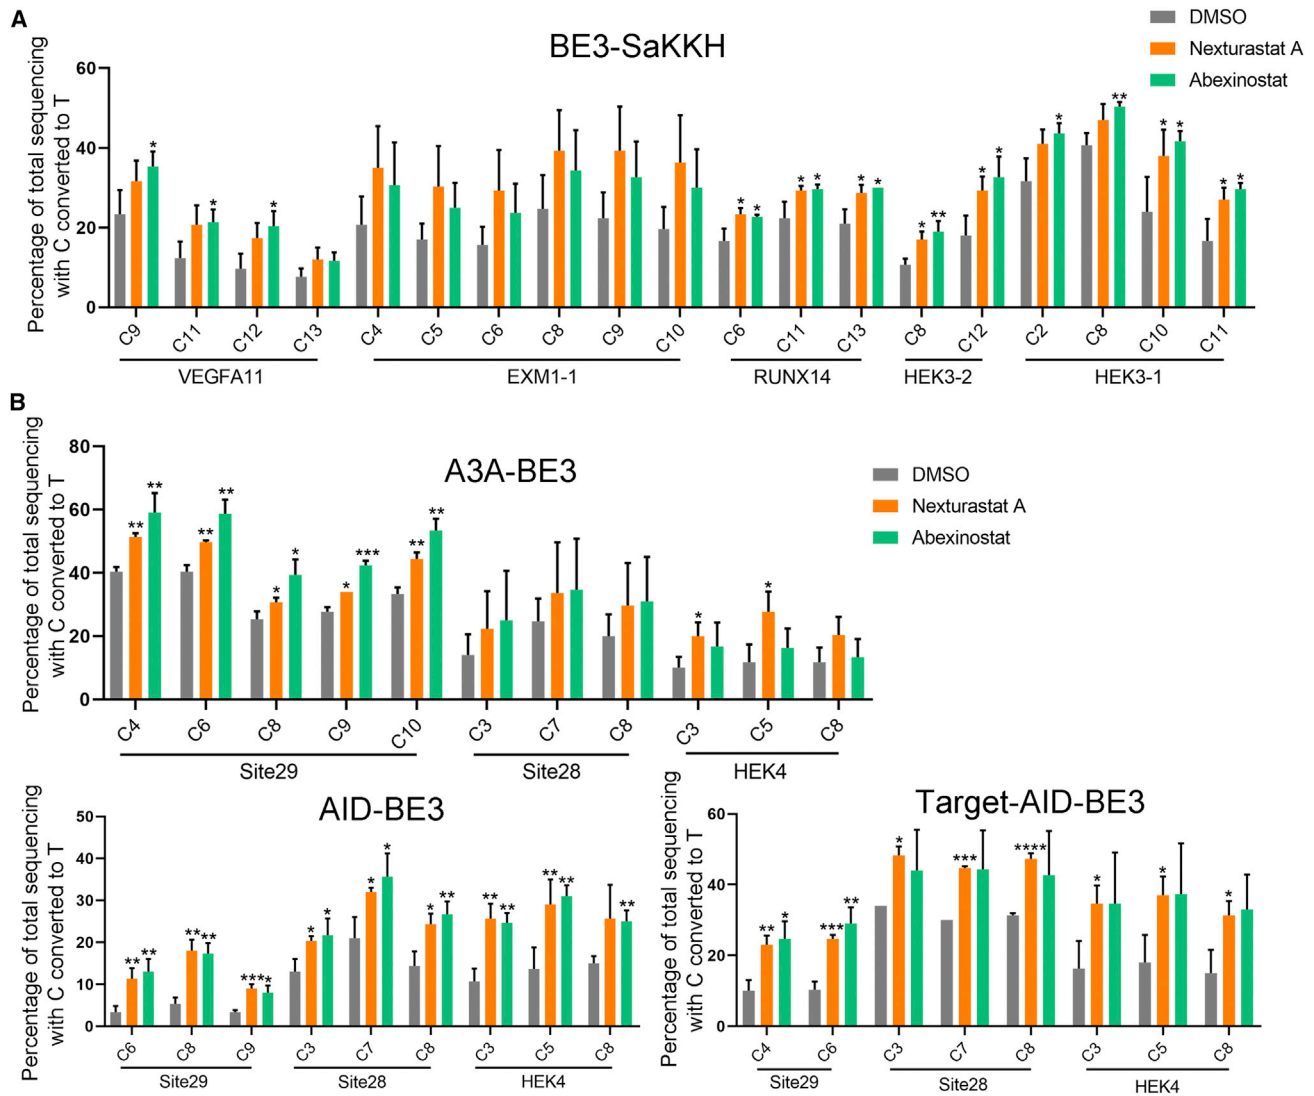 A
BE3-SaKKH
DMSO
Nexturastat A
Abexinostat
Percentage of total sequencing
with C converted to T
60
40
20
0
*
*
*
*
*
*
*
*
*
*
**
*
*
*
**
*
*
*
*
C9
C11
C12
C13
C4
C5
C6
C8
C9
C10
C6
C11
C13
C8
C12
C2
C8
C10
C11
VEGFA11
EXM1-1
RUNX14
HEK3-2
HEK3-1
B
A3A-BE3
DMSO
Nexturastat A
Abexinostat
Percentage of total sequencing
with C converted to T
80
60
40
20
0
**
**
**
**
*
*
*
***
**
**
*
*
C4
C6
C8
C9
C10
C3
C7
C8
C3
C5
C8
Site29
Site28
HEK4
AID-BE3
Percentage of total sequencing
with C converted to T
50
40
30
20
10
0
**
**
**
**
***
*
*
*
*
*
**
**
**
**
**
**
**
C6
C8
C9
C3
C7
C8
C3
C5
C8
Site29
Site28
HEK4
Target-AID-BE3
Percentage of total sequencing
with C converted to T
60
40
20
0
**
*
***
**
*
***
****
*
*
*
C4
C6
C3
C7
C8
C3
C5
C8
Site29
Site28
HEK4